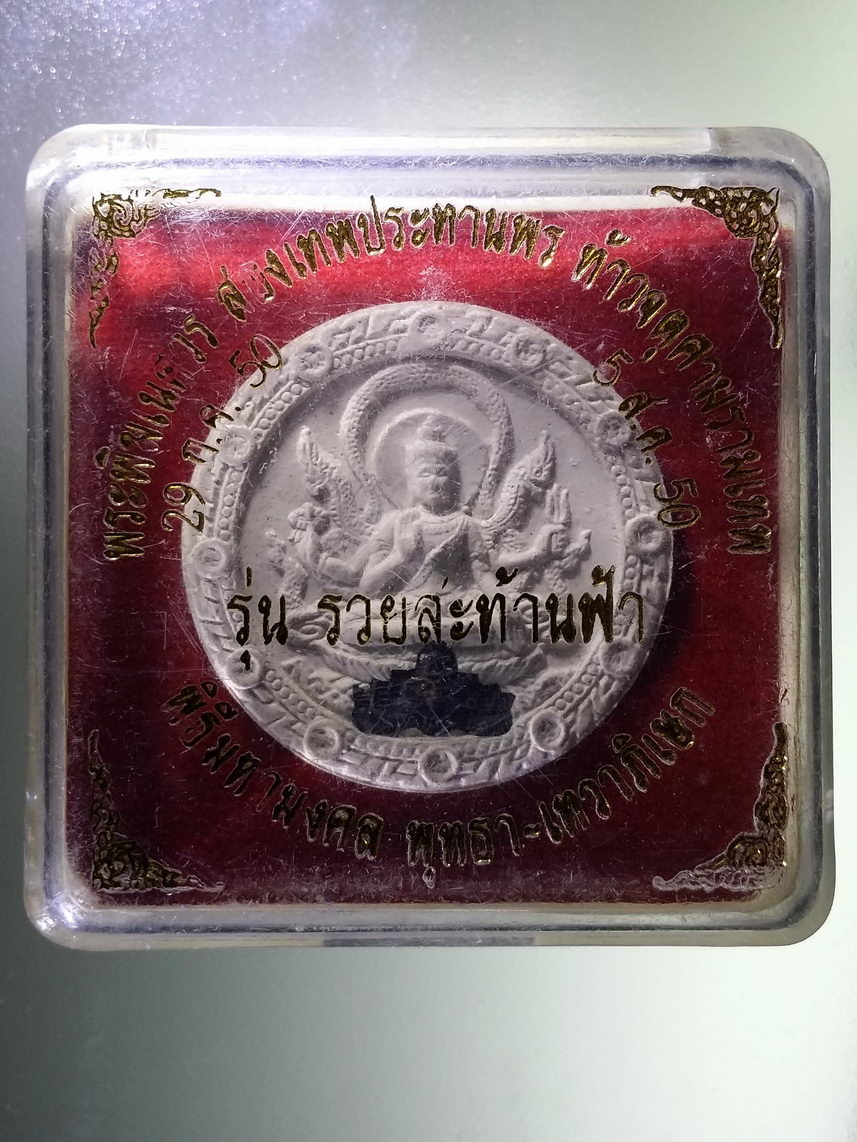 พระพิฆเนศวร สองเทพประทานพร ท้าวจตุคามรามเทพ
29 ก.ค. 50
5 ส.ค. 50
รุ่น รวยสะท้านฟ้า
พิธีมหามงคล พุทธา-เทวาภิเษก